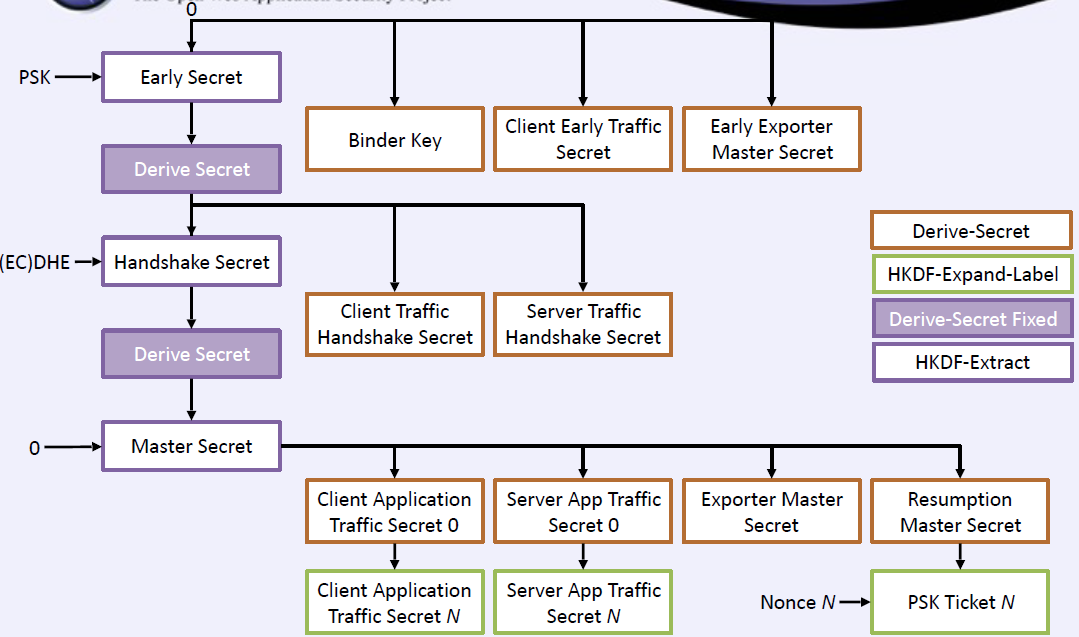 0
PSK
Early Secret
Binder Key
Client Early Traffic
Secret
Early Exporter
Master Secret
Derive Secret
Derive-Secret
(EC)DHE
Handshake Secret
HKDF-Expand-Label
Client Traffic
Handshake Secret
Server Traffic
Handshake Secret
Derive-Secret Fixed
Derive Secret
HKDF-Extract
0
Master Secret
Client Application
Traffic Secret 0
Server App Traffic
Secret 0
Exporter Master
Secret
Resumption
Master Secret
Client Application
Traffic Secret N
Server App Traffic
Secret N
Nonce N
PSK Ticket N